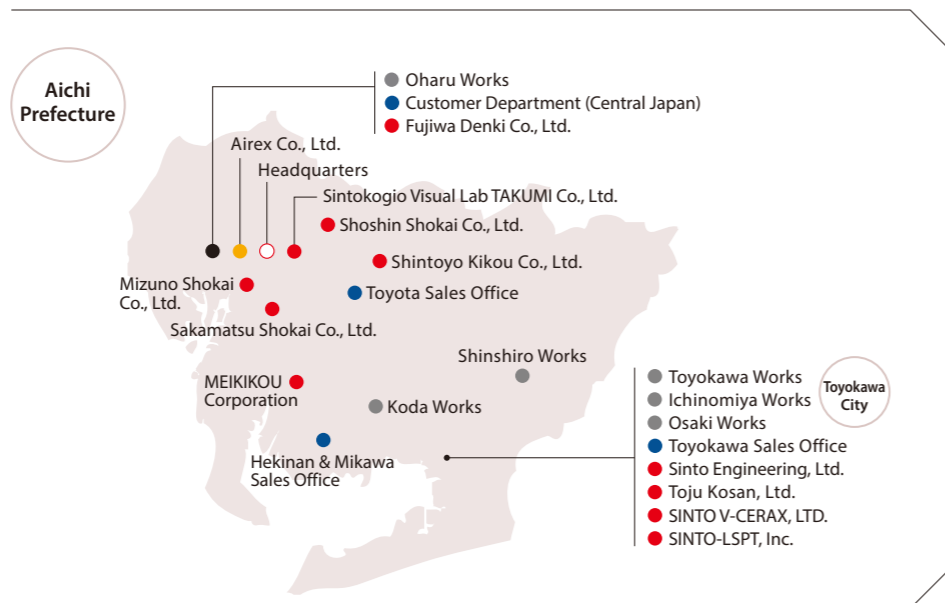 Aichi
Prefecture
Oharu Works
Customer Department (Central Japan)
Fujiwa Denki Co., Ltd.
Airex Co., Ltd.
Headquarters
Sintokogio Visual Lab TAKUMI Co., Ltd.
Shoshin Shokai Co., Ltd.
Shintoyo Kikou Co., Ltd.
Mizuno Shokai
Co., Ltd.
Toyota Sales Office
Sakamatsu Shokai Co., Ltd.
Shinshiro Works
MEIKIKOU
Corporation
Koda Works
Hekinan & Mikawa
Sales Office
Toyokawa
City
Toyokawa Works
Ichinomiya Works
Osaki Works
Toyokawa Sales Office
Sinto Engineering, Ltd.
Toju Kosan, Ltd.
SINTO V-CERAX, LTD.
SINTO-LSPT, Inc.